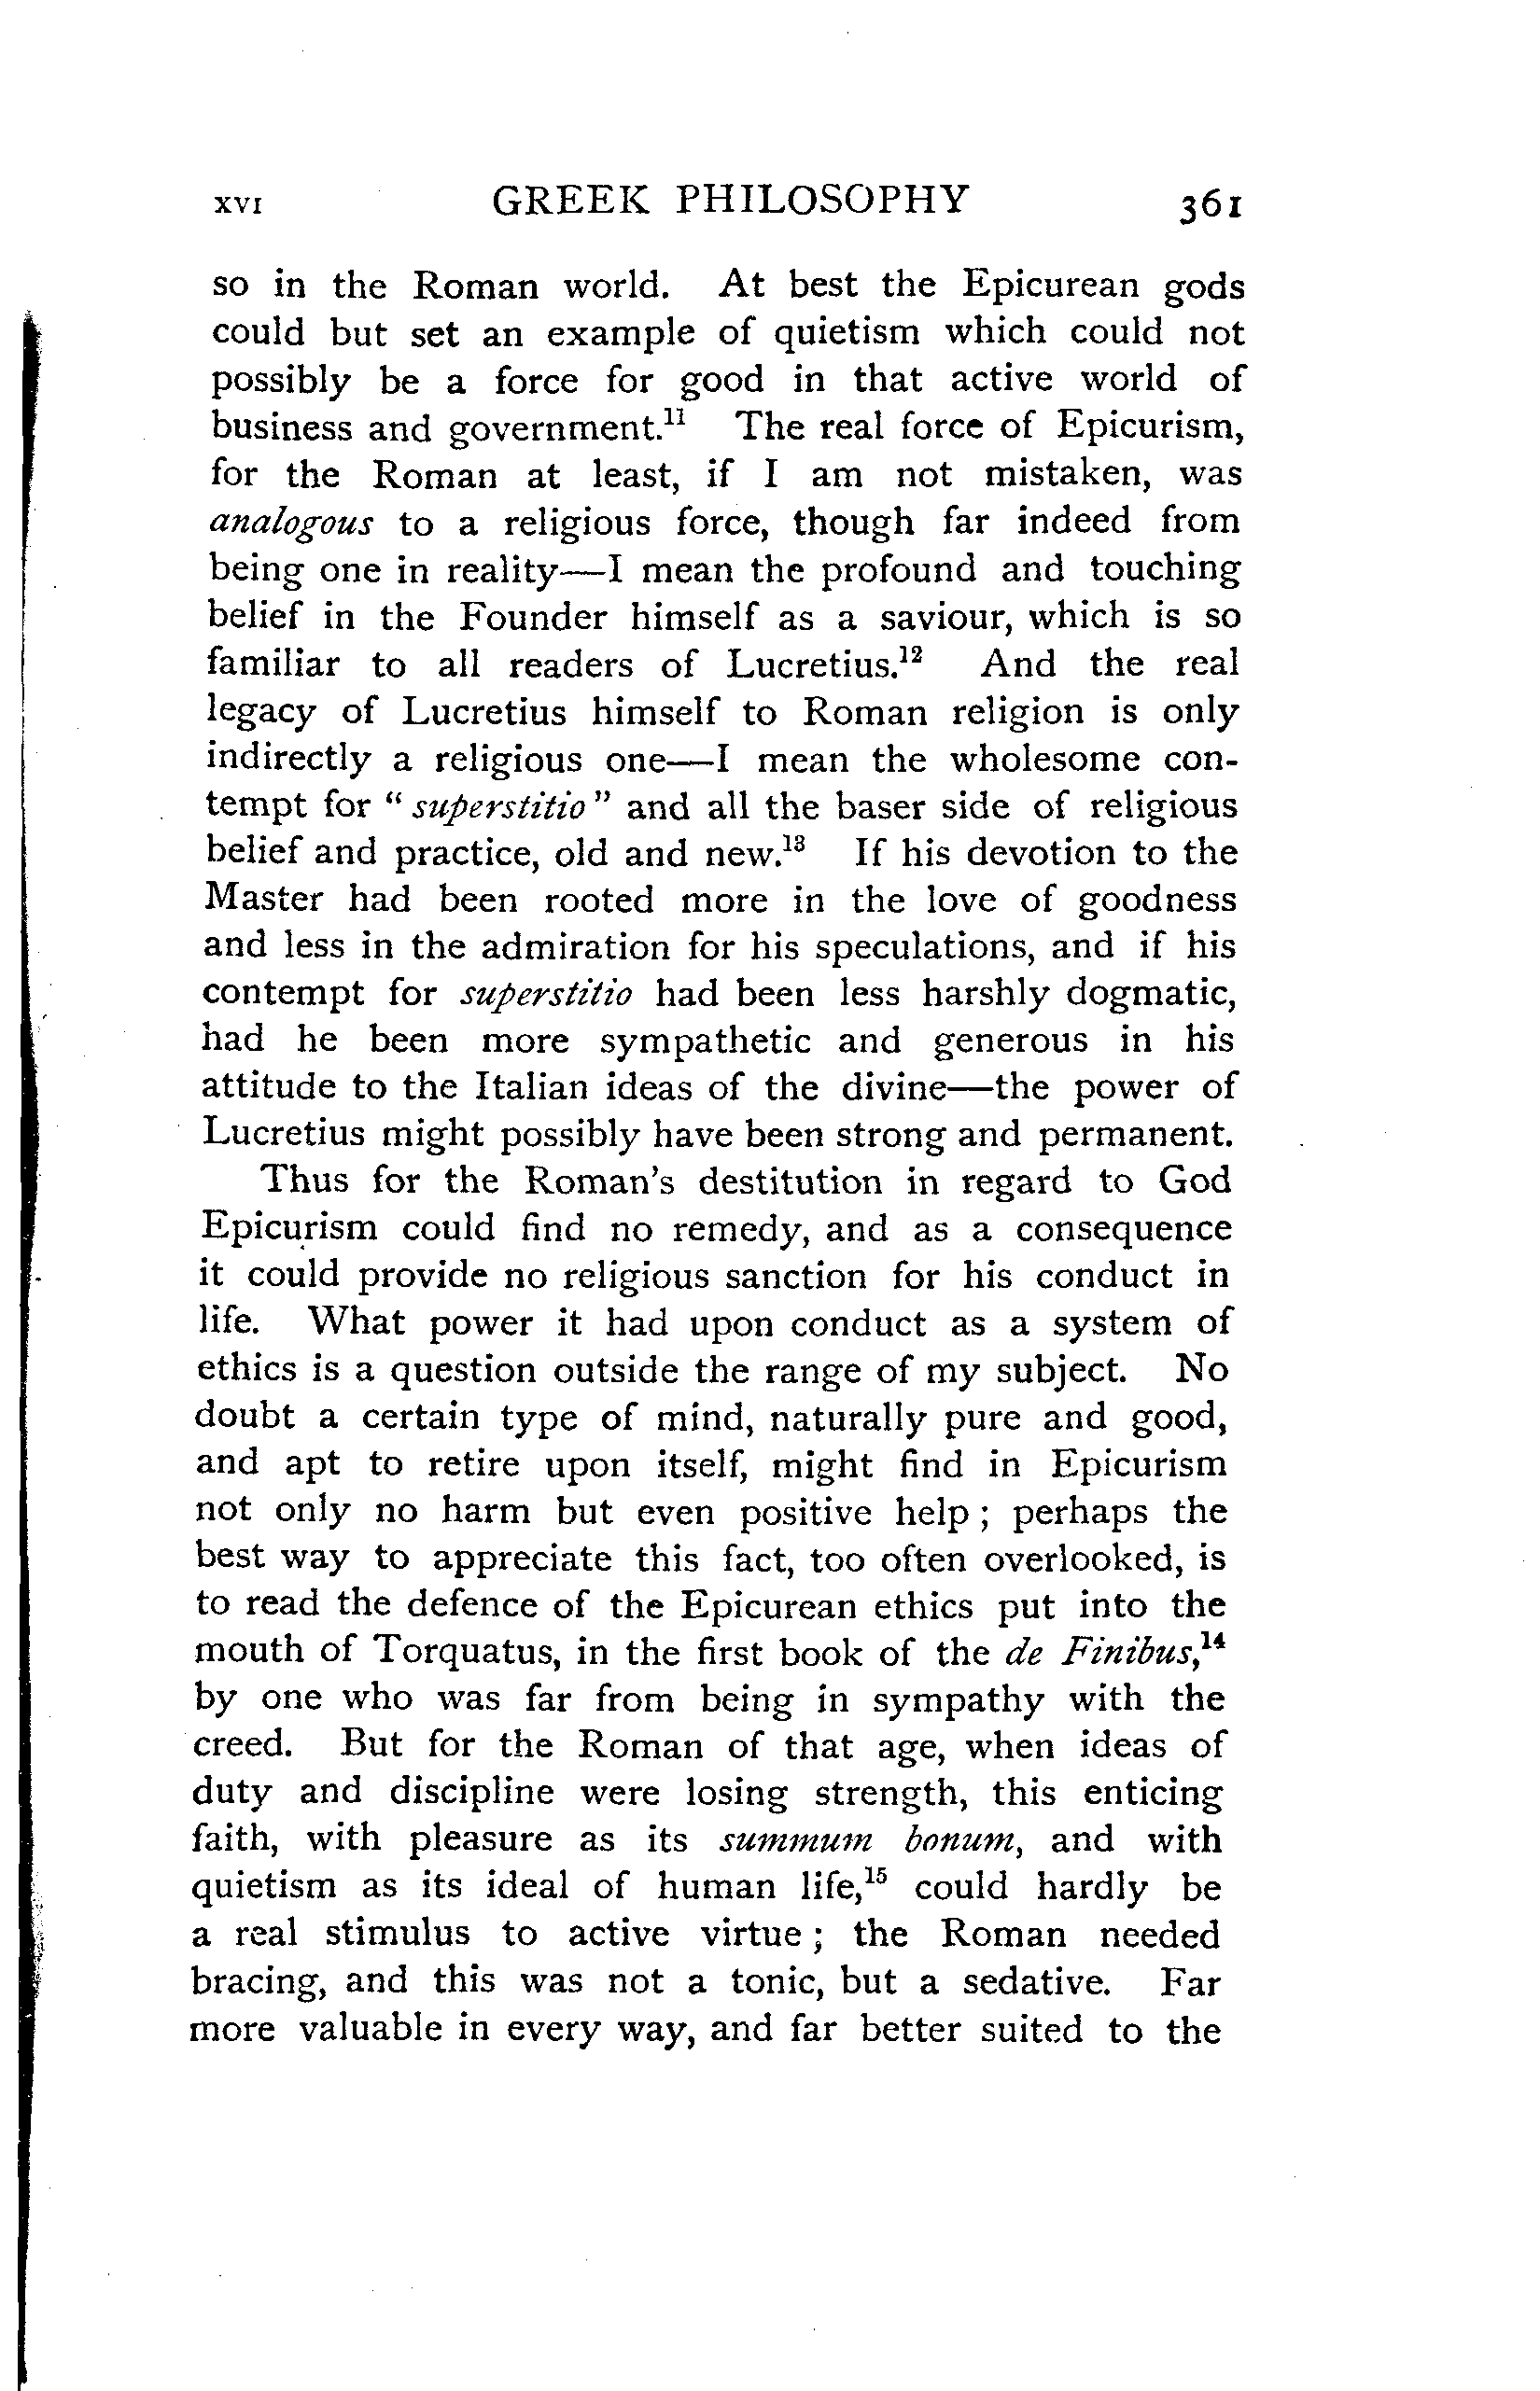 XVI GREEK PHILOSOPHY 361
so in the Roman world. At best the Epicurean gods
could but set an example of quietism which could not
possibly be a force for good in that active world of
business and government.¹¹ The real force of Epicurism,
for the Roman at least, if I am not mistaken, was
analogous to a religious force, though far indeed from
being one in reality—I mean the profound and touching
belief in the Founder himself as a saviour, which is so
familiar to all readers of Lucretius.¹² And the real
legacy of Lucretius himself to Roman religion is only
indirectly a religious one—I mean the wholesome con-
tempt for "superstitio" and all the baser side of religious
belief and practice, old and new.¹³ If his devotion to the
Master had been rooted more in the love of goodness
and less in the admiration for his speculations, and if his
contempt for superstitio had been less harshly dogmatic,
had he been more sympathetic and generous in his
attitude to the Italian ideas of the divine—the power of
Lucretius might possibly have been strong and permanent.
Thus for the Roman's destitution in regard to God
Epicurism could find no remedy, and as a consequence
it could provide no religious sanction for his conduct in
life. What power it had upon conduct as a system of
ethics is a question outside the range of my subject. No
doubt a certain type of mind, naturally pure and good,
and apt to retire upon itself, might find in Epicurism
not only no harm but even positive help; perhaps the
best way to appreciate this fact, too often overlooked, is
to read the defence of the Epicurean ethics put into the
mouth of Torquatus, in the first book of the de Finibus,¹⁴
by one who was far from being in sympathy with the
creed. But for the Roman of that age, when ideas of
duty and discipline were losing strength, this enticing
faith, with pleasure as its summum bonum, and with
quietism as its ideal of human life,¹⁵ could hardly be
a real stimulus to active virtue; the Roman needed
bracing, and this was not a tonic, but a sedative. Far
more valuable in every way, and far better suited to the